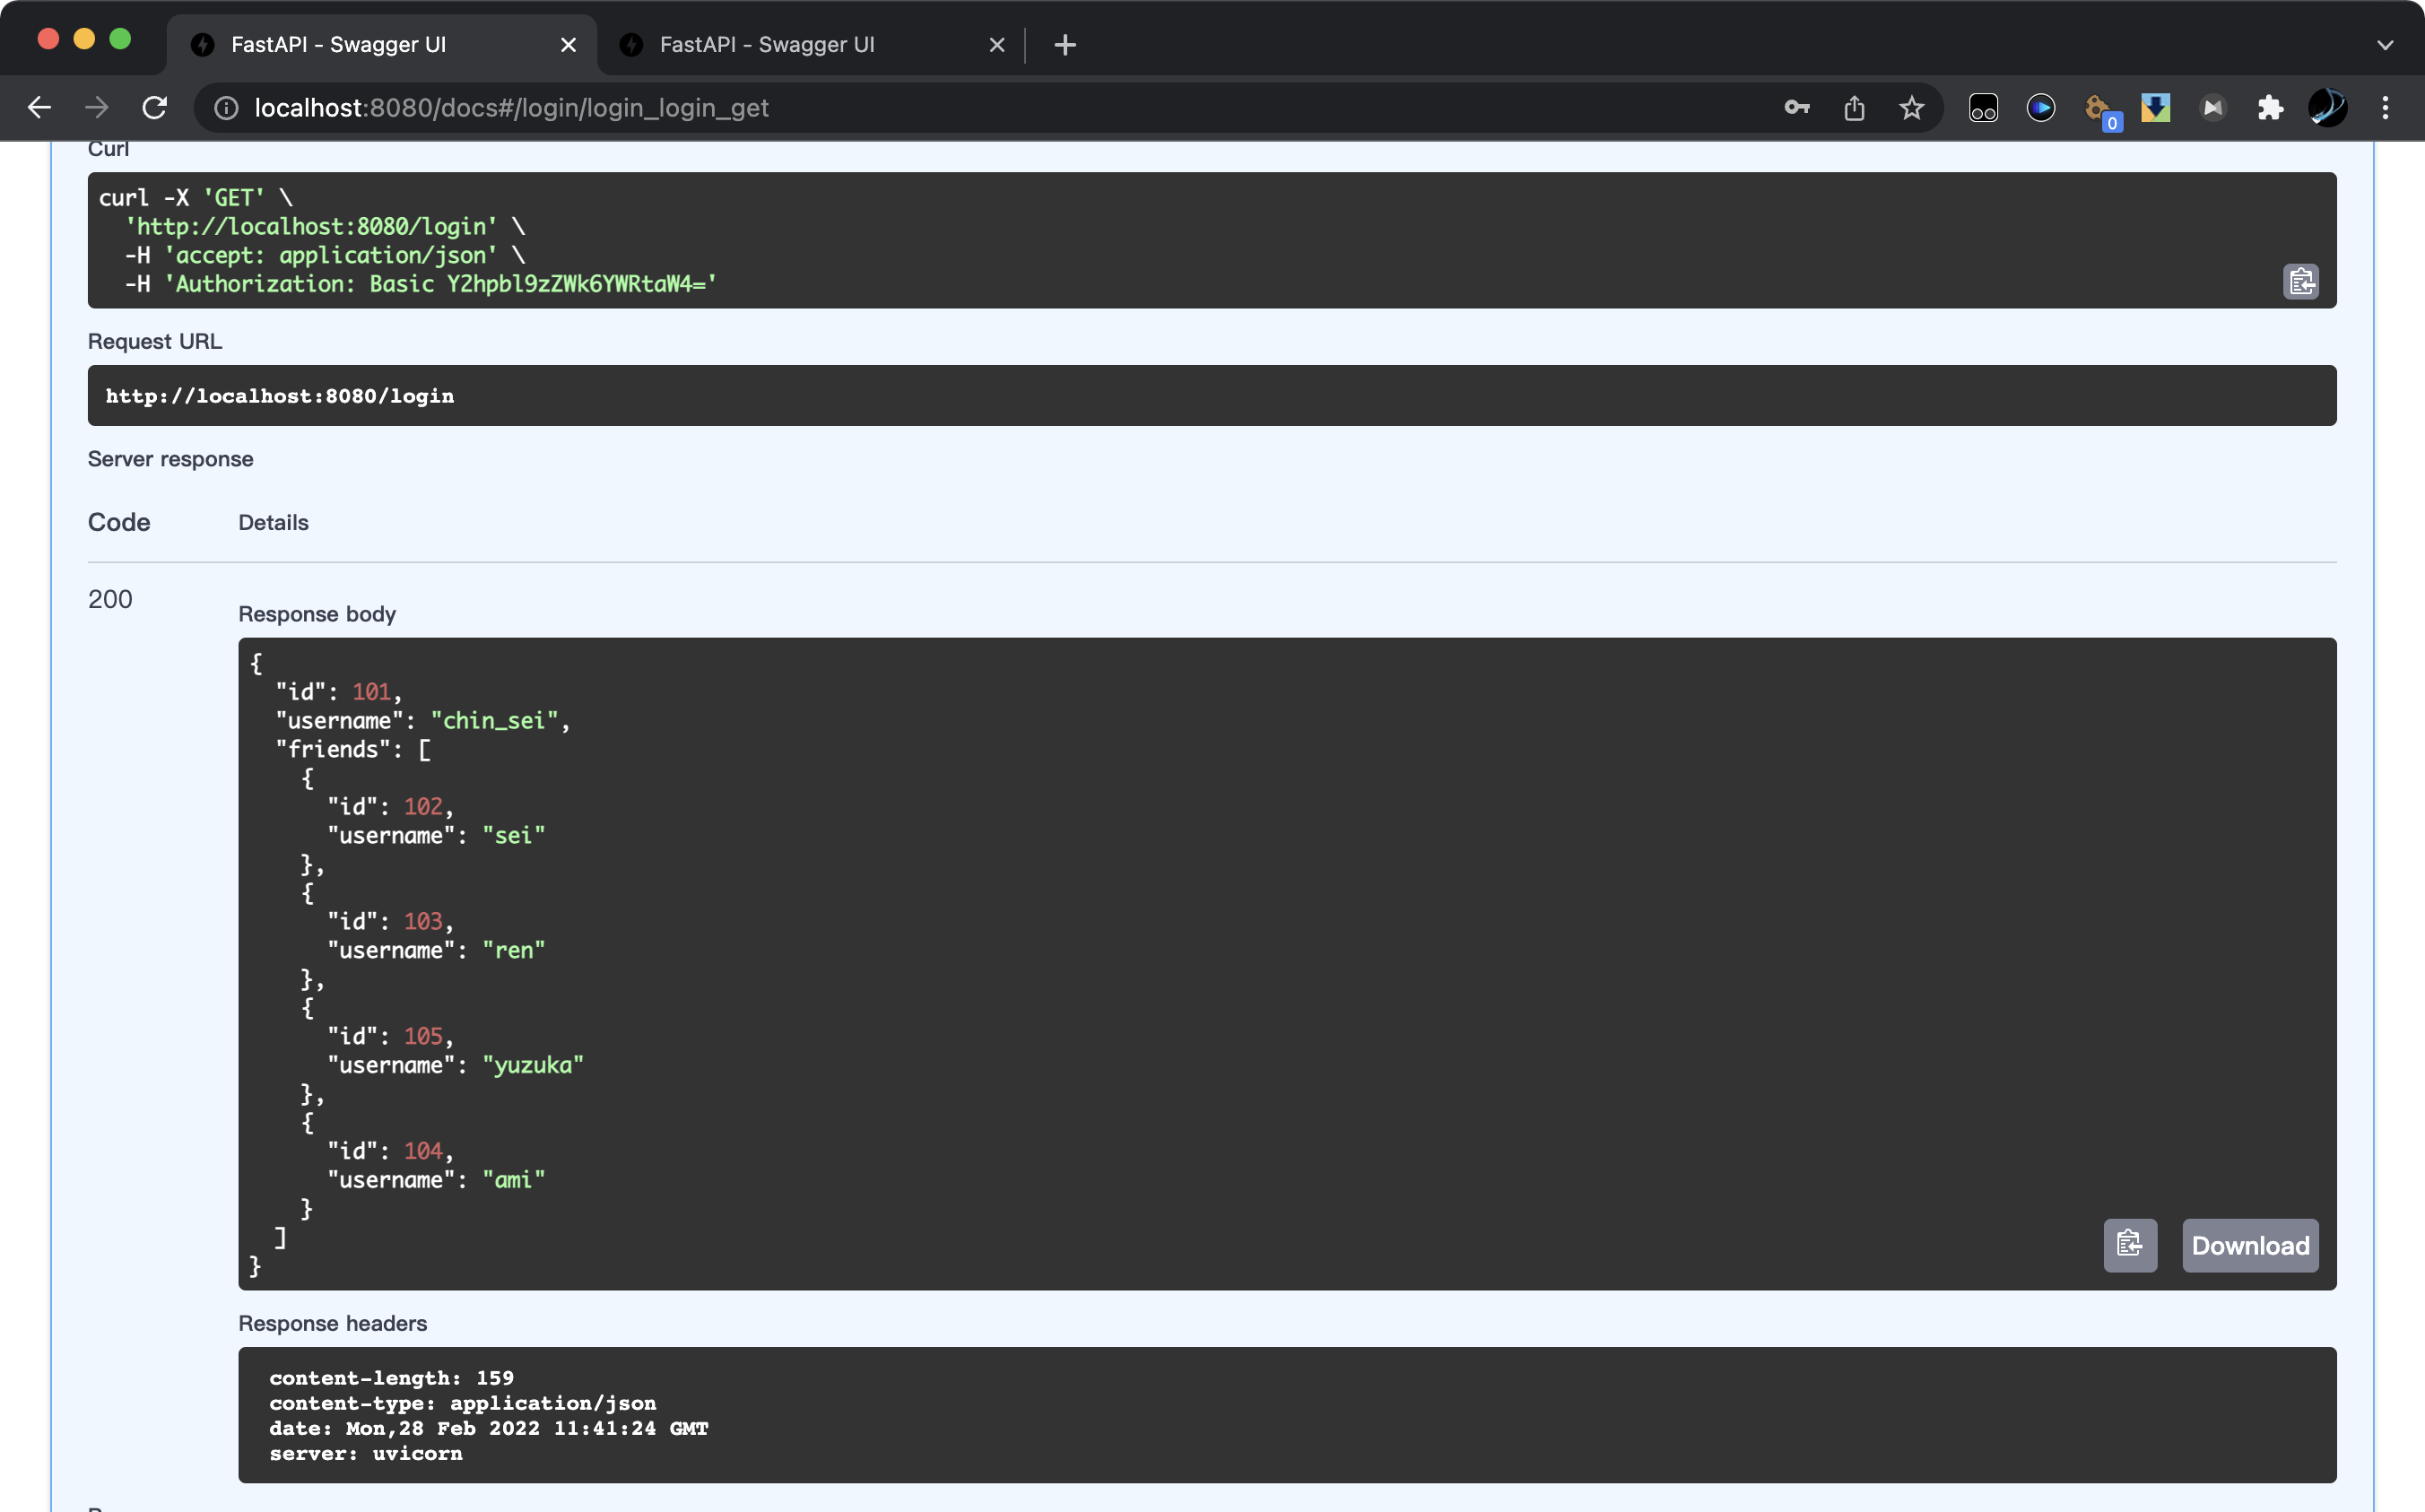 FastAPI - Swagger UI
FastAPI - Swagger UI
localhost:8080/docs#/login/login_login_get
0
Curl
curl -X 'GET' \
'http://localhost:8080/login' \
-H 'accept: application/json' \
-H 'Authorization: Basic Y2hpbl9zZWk6YWRtaW4='
Request URL
http://localhost:8080/login
Server response
Code Details
200
Response body
{
"id": 101,
"username": "chin_sei",
"friends": [
{
"id": 102,
"username": "sei"
},
{
"id": 103,
"username": "ren"
},
{
"id": 105,
"username": "yuzuka"
},
{
"id": 104,
"username": "ami"
}
]
}
Download
Response headers
content-length: 159
content-type: application/json
date: Mon,28 Feb 2022 11:41:24 GMT
server: uvicorn